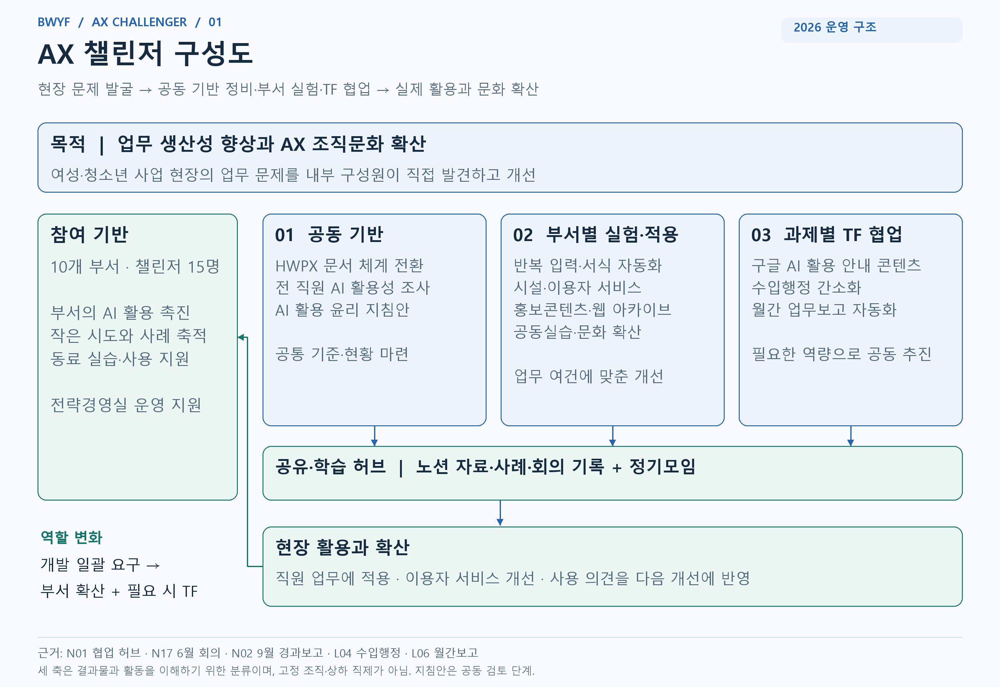 BWYF / AX CHALLENGER / 01
2026 운영 구조
AX 챌린저 구성도
현장 문제 발굴 → 공동 기반 정비·부서 실험·TF 협업 → 실제 활용과 문화 확산
목적 | 업무 생산성 향상과 AX 조직문화 확산
여성·청소년 사업 현장의 업무 문제를 내부 구성원이 직접 발견하고 개선
참여 기반
10개 부서 · 챌린저 15명
부서의 AI 활용 촉진
작은 시도와 사례 축적
동료 실습·사용 지원
전략경영실 운영 지원
01 공동 기반
HWPX 문서 체계 전환
전 직원 AI 활용성 조사
AI 활용 윤리 지침안
공통 기준·현황 마련
02 부서별 실험·적용
반복 입력·서식 자동화
시설·이용자 서비스
홍보콘텐츠·웹 아카이브
공동실습·문화 확산
업무 여건에 맞춘 개선
03 과제별 TF 협업
구글 AI 활용 안내 콘텐츠
수입행정 간소화
월간 업무보고 자동화
필요한 역량으로 공동 추진
공유·학습 허브 | 노션 자료·사례·회의 기록 + 정기모임
역할 변화
개발 일괄 요구 →
부서 확산 + 필요 시 TF
현장 활용과 확산
직원 업무에 적용 · 이용자 서비스 개선 · 사용 의견을 다음 개선에 반영
근거: N01 협업 허브 · N17 6월 회의 · N02 9월 경과보고 · L04 수입행정 · L06 월간보고
세 축은 결과물과 활동을 이해하기 위한 분류이며, 고정 조직·상하 직제가 아님. 지침안은 공동 검토 단계.